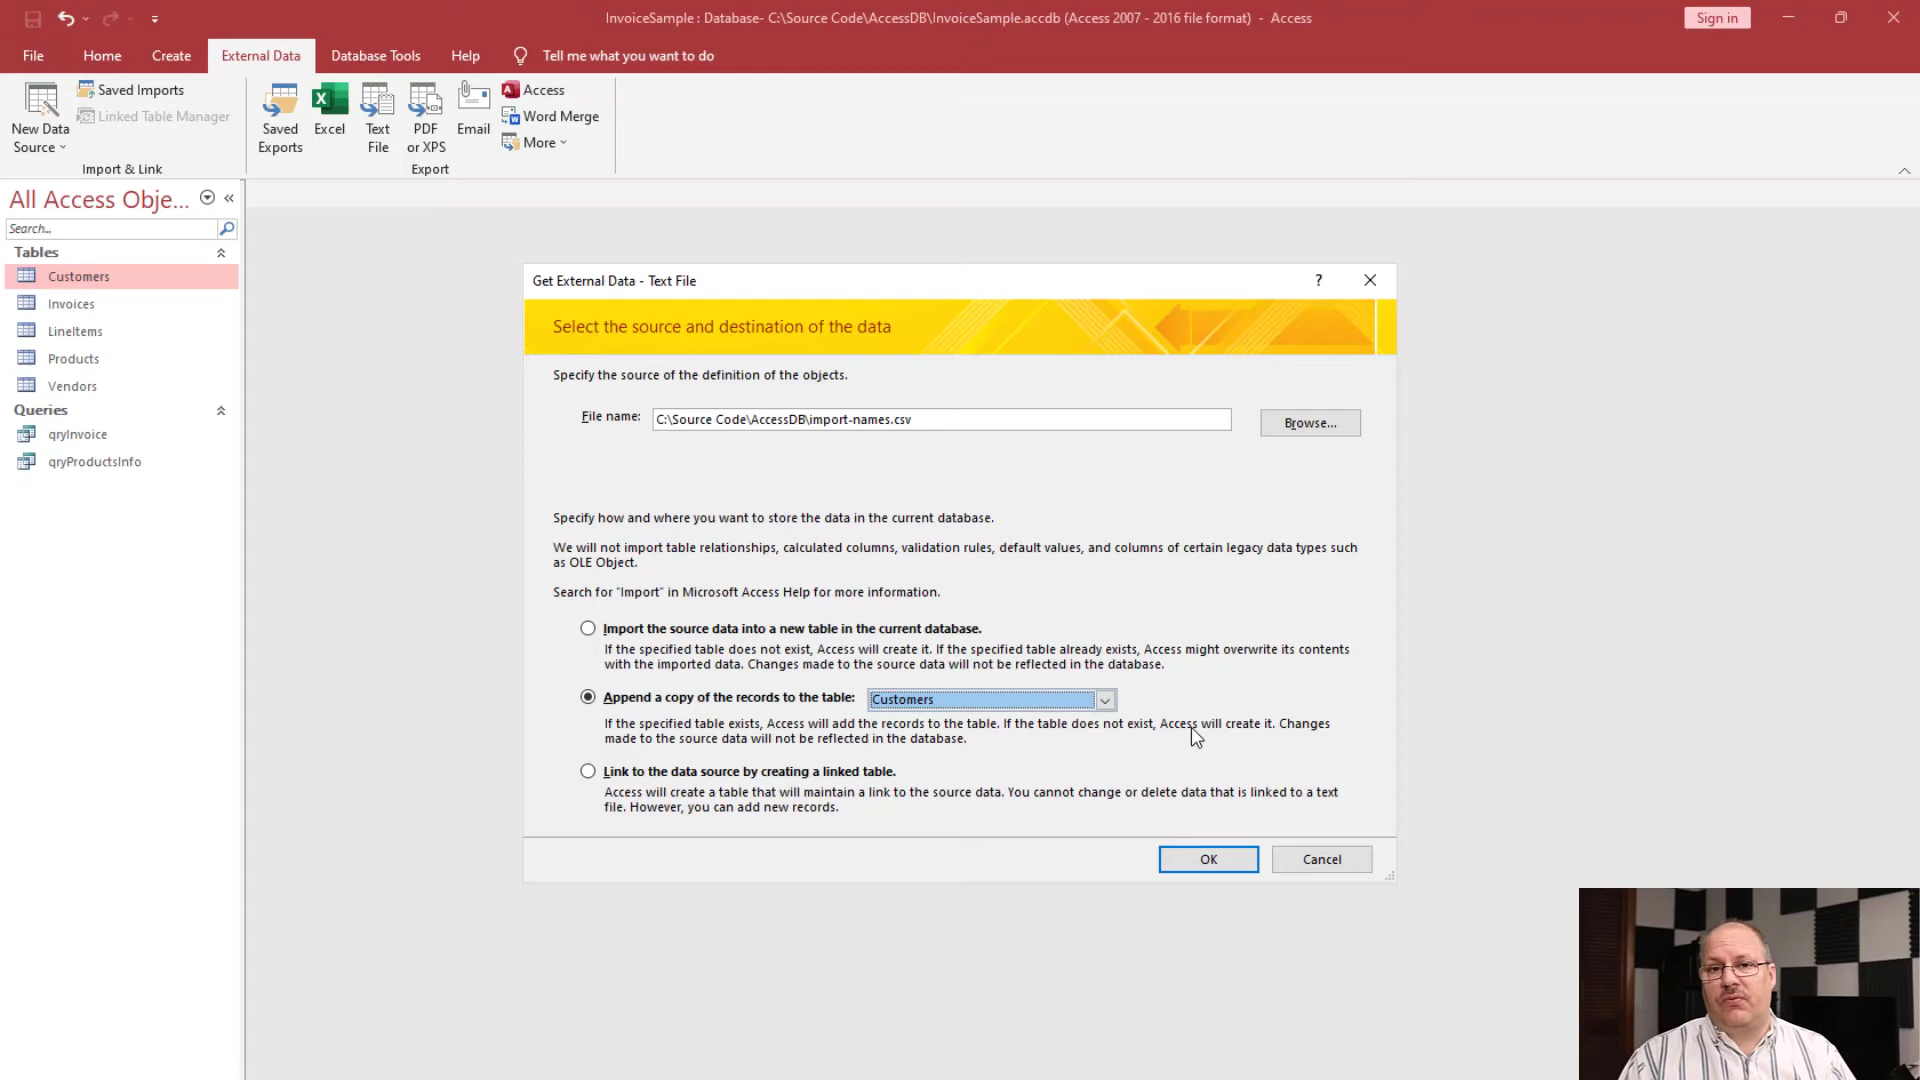 InvoiceSample : Database- C:\Source Code\AccessDB\InvoiceSample.accdb (Access 2007 - 2016 file format)  -  Access
Sign in
File
Home
Create
External Data
Database Tools
Help
Tell me what you want to do
New Data
Source
Saved Imports
Linked Table Manager
Import & Link
Saved
Exports
Excel
Text
File
PDF
or XPS
Email
Access
Word Merge
More
Export
All Access Obje...
Search...
Tables
Customers
Invoices
LineItems
Products
Vendors
Queries
qryInvoice
qryProductsInfo
Get External Data - Text File
?
Select the source and destination of the data
Specify the source of the definition of the objects.
File name:
C:\Source Code\AccessDB\import-names.csv
Browse...
Specify how and where you want to store the data in the current database.
We will not import table relationships, calculated columns, validation rules, default values, and columns of certain legacy data types such
as OLE Object.
Search for "Import" in Microsoft Access Help for more information.
Import the source data into a new table in the current database.
If the specified table does not exist, Access will create it. If the specified table already exists, Access might overwrite its contents
with the imported data. Changes made to the source data will not be reflected in the database.
Append a copy of the records to the table:
Customers
If the specified table exists, Access will add the records to the table. If the table does not exist, Access will create it. Changes
made to the source data will not be reflected in the database.
Link to the data source by creating a linked table.
Access will create a table that will maintain a link to the source data. You cannot change or delete data that is linked to a text
file. However, you can add new records.
OK
Cancel